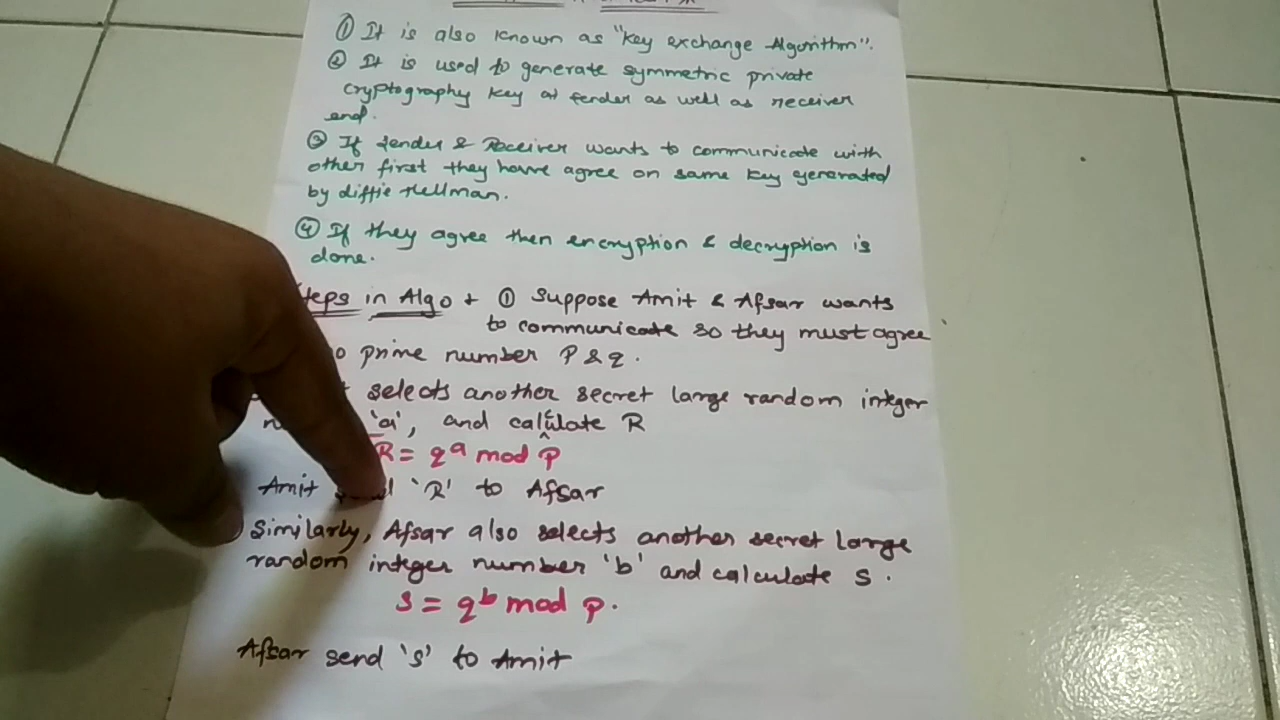 ① It is also known as "Key exchange Algorithm".
② It is used to generate symmetric private
cryptography key at sender as well as receiver
end.
③ If sender & Receiver wants to communicate with
other first they have agree on same key generated
by diffie Hellman.
④ If they agree then encryption & decryption is
done.
Steps in Algo → ① Suppose Amit & Afsar wants
to communicate so they must agree
prime number P & q.
selects another secret large random integer
'a', and calculate R
R = q^a mod p
Amit 'R' to Afsar
Similarly, Afsar also selects another secret large
random integer number 'b' and calculate S.
S = q^b mod p.
Afsar send 's' to Amit